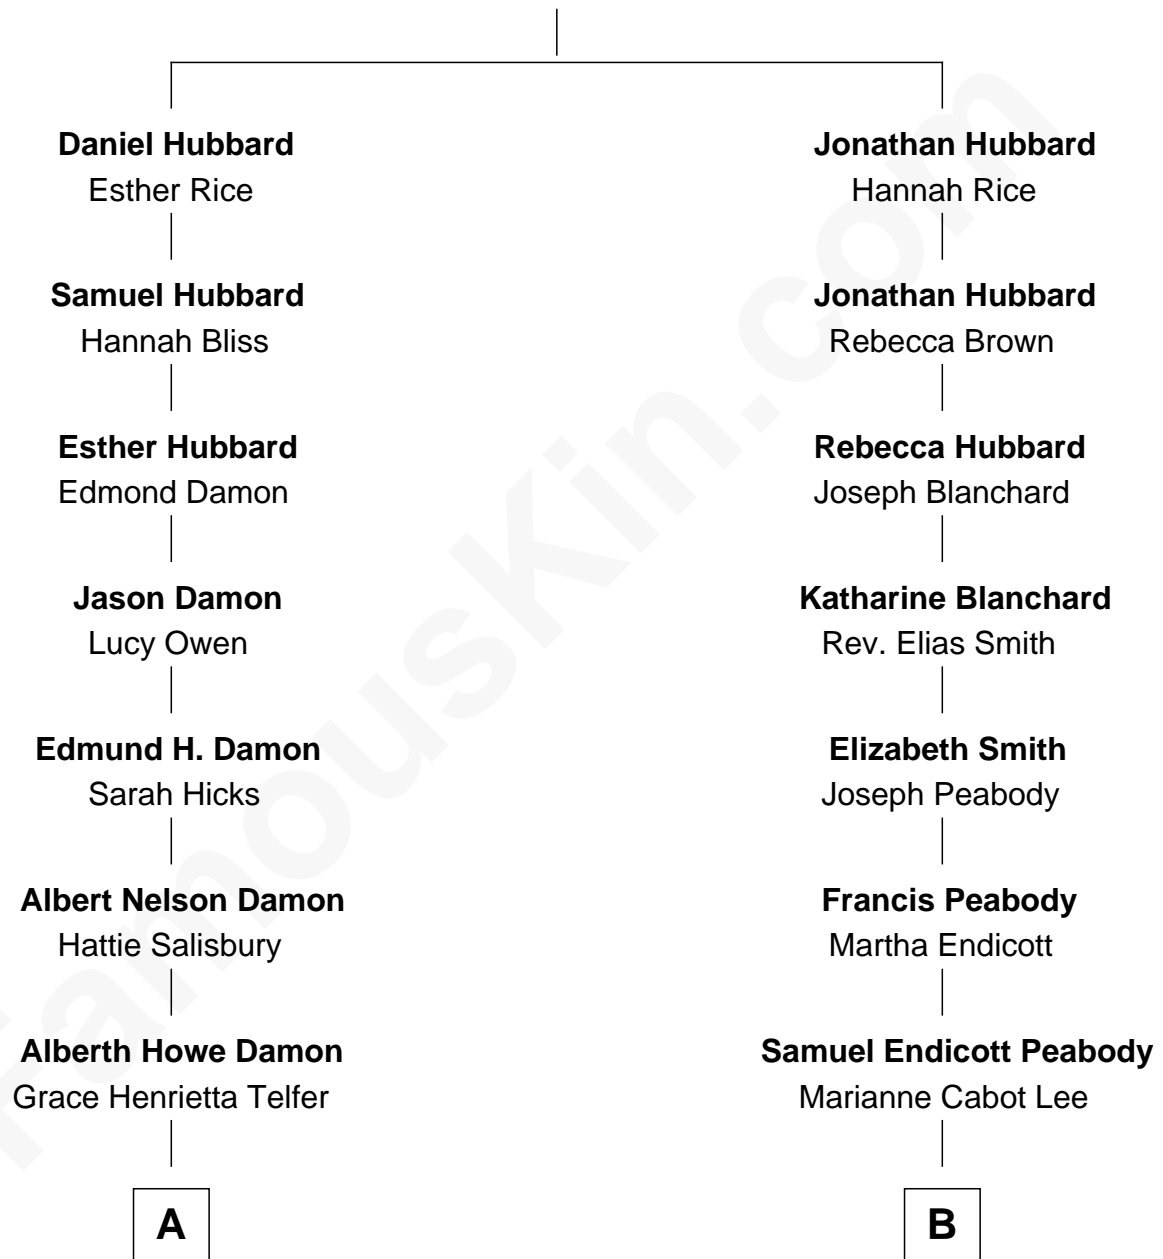 Daniel Hubbard
Esther Rice
Samuel Hubbard
Hannah Bliss
Esther Hubbard
Edmond Damon
Jason Damon
Lucy Owen
Edmund H. Damon
Sarah Hicks
Albert Nelson Damon
Hattie Salisbury
Alberth Howe Damon
Grace Henrietta Telfer
A
Jonathan Hubbard
Hannah Rice
Jonathan Hubbard
Rebecca Brown
Rebecca Hubbard
Joseph Blanchard
Katharine Blanchard
Rev. Elias Smith
Elizabeth Smith
Joseph Peabody
Francis Peabody
Martha Endicott
Samuel Endicott Peabody
Marianne Cabot Lee
B
FamousKin.com